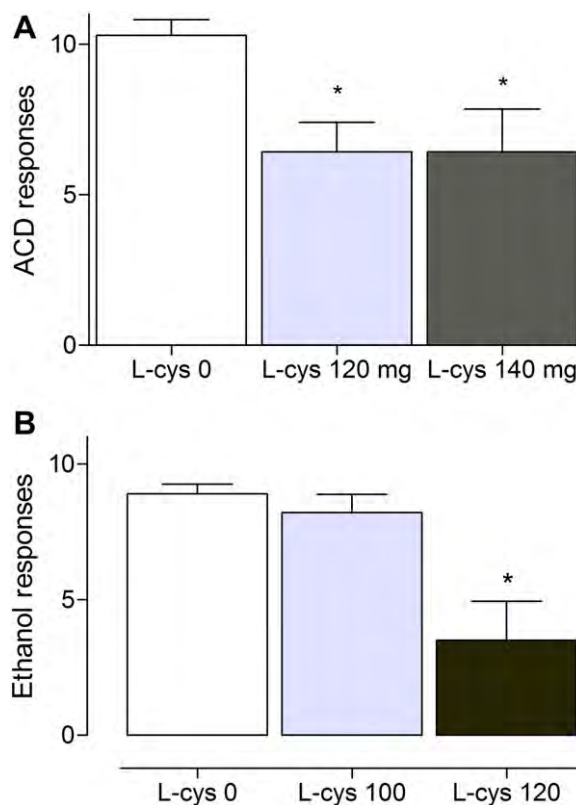 A
ACD responses
10
5
0
*
*
L-cys 0 L-cys 120 mg L-cys 140 mg
B
Ethanol responses
10
5
0
*
L-cys 0 L-cys 100 L-cys 120